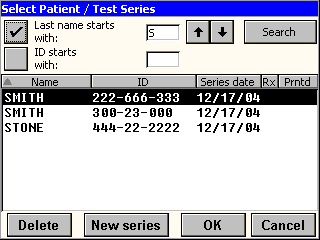 Select Patient / Test Series
Last name starts
with:
S
Search
ID starts
with:
Name ID Series date Rx Prntd
SMITH 222-666-333 12/17/04
SMITH 300-23-000 12/17/04
STONE 444-22-2222 12/17/04
Delete New series OK Cancel